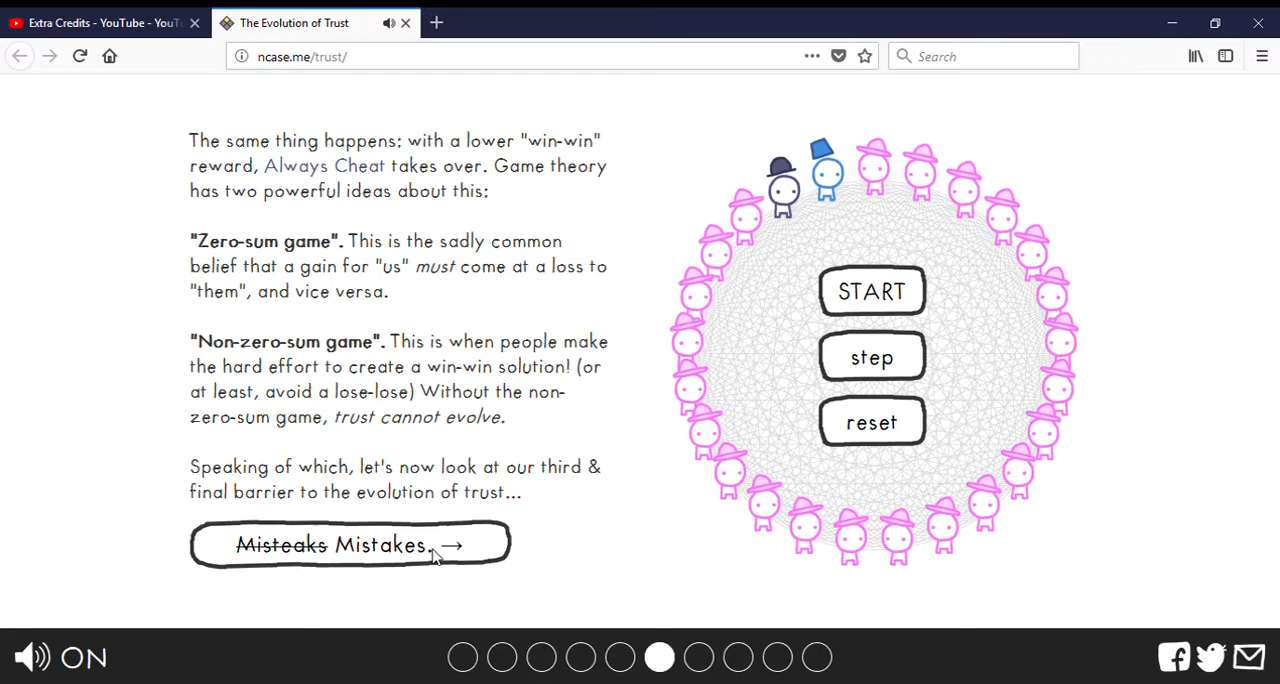 Extra Credits - YouTube - YouT
The Evolution of Trust
ncase.me/trust/
Search
The same thing happens: with a lower "win-win"
reward, Always Cheat takes over. Game theory
has two powerful ideas about this:
"Zero-sum game". This is the sadly common
belief that a gain for "us" must come at a loss to
"them", and vice versa.
"Non-zero-sum game". This is when people make
the hard effort to create a win-win solution! (or
at least, avoid a lose-lose) Without the non-
zero-sum game, trust cannot evolve.
Speaking of which, let's now look at our third &
final barrier to the evolution of trust...
Misteaks Mistakes. →
START
step
reset
ON